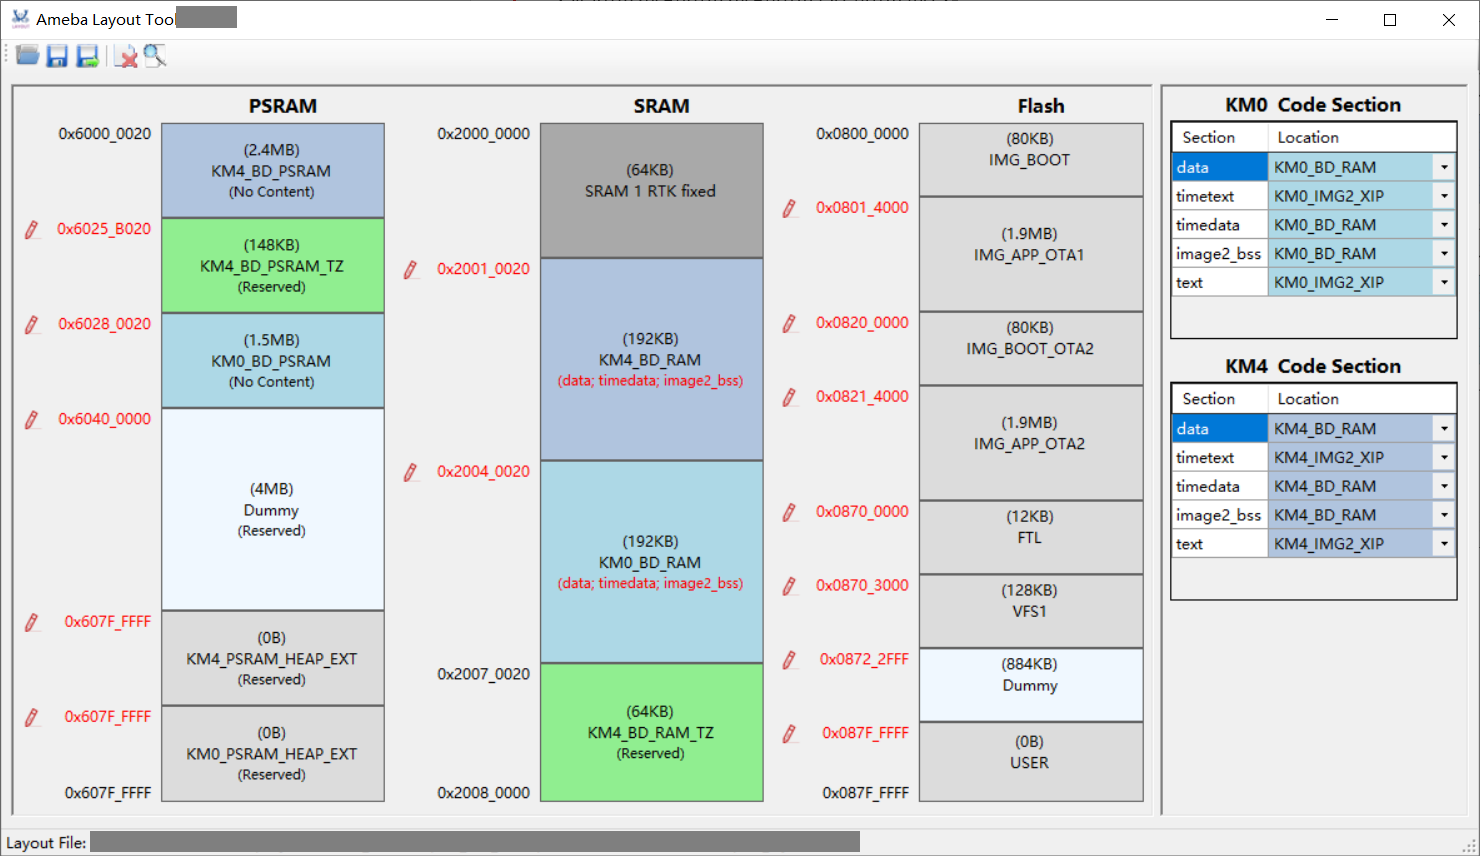 Ameba Layout Tool
PSRAM
0x6000_0020
(2.4MB)
KM4_BD_PSRAM
(No Content)
0x6025_B020
(148KB)
KM4_BD_PSRAM_TZ
(Reserved)
0x6028_0020
(1.5MB)
KM0_BD_PSRAM
(No Content)
0x6040_0000
(4MB)
Dummy
(Reserved)
0x607F_FFFF
(0B)
KM4_PSRAM_HEAP_EXT
(Reserved)
0x607F_FFFF
(0B)
KM0_PSRAM_HEAP_EXT
(Reserved)
0x607F_FFFF
SRAM
0x2000_0000
(64KB)
SRAM 1 RTK fixed
0x2001_0020
(192KB)
KM4_BD_RAM
(data; timedata; image2_bss)
0x2004_0020
(192KB)
KM0_BD_RAM
(data; timedata; image2_bss)
0x2007_0020
(64KB)
KM4_BD_RAM_TZ
(Reserved)
0x2008_0000
Flash
0x0800_0000
(80KB)
IMG_BOOT
0x0801_4000
(1.9MB)
IMG_APP_OTA1
0x0820_0000
(80KB)
IMG_BOOT_OTA2
0x0821_4000
(1.9MB)
IMG_APP_OTA2
0x0870_0000
(12KB)
FTL
0x0870_3000
(128KB)
VFS1
0x0872_2FFF
(884KB)
Dummy
0x087F_FFFF
(0B)
USER
0x087F_FFFF
KM0 Code Section
Section Location
data KM0_BD_RAM
timetext KM0_IMG2_XIP
timedata KM0_BD_RAM
image2_bss KM0_BD_RAM
text KM0_IMG2_XIP
KM4 Code Section
Section Location
data KM4_BD_RAM
timetext KM4_IMG2_XIP
timedata KM4_BD_RAM
image2_bss KM4_BD_RAM
text KM4_IMG2_XIP
Layout File: